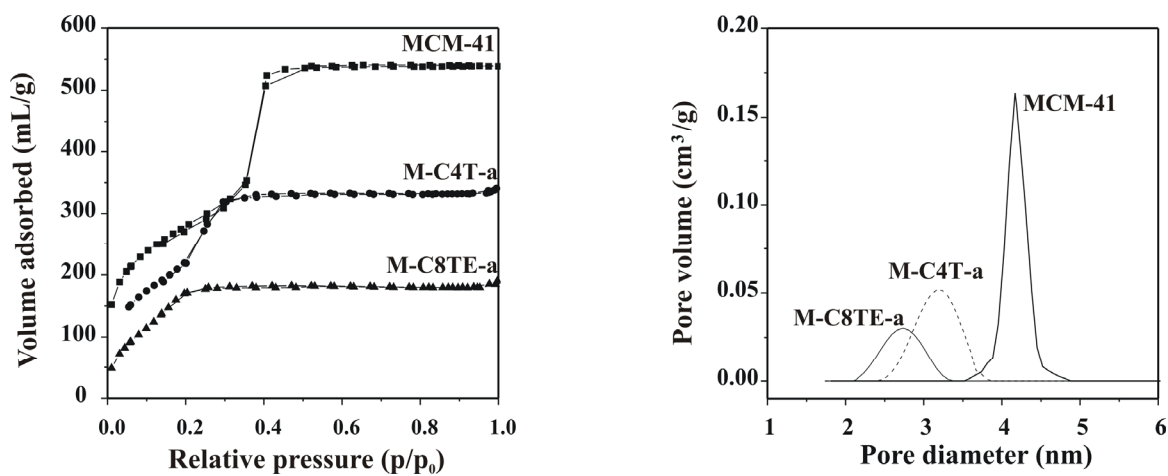 Volume adsorbed (mL/g)
600
500
400
300
200
100
0
MCM-41
M-C4T-a
M-C8TE-a
0.0 0.2 0.4 0.6 0.8 1.0
Relative pressure (p/p₀)
Pore volume (cm³/g)
0.20
0.15
0.10
0.05
0.00
MCM-41
M-C4T-a
M-C8TE-a
1 2 3 4 5 6
Pore diameter (nm)